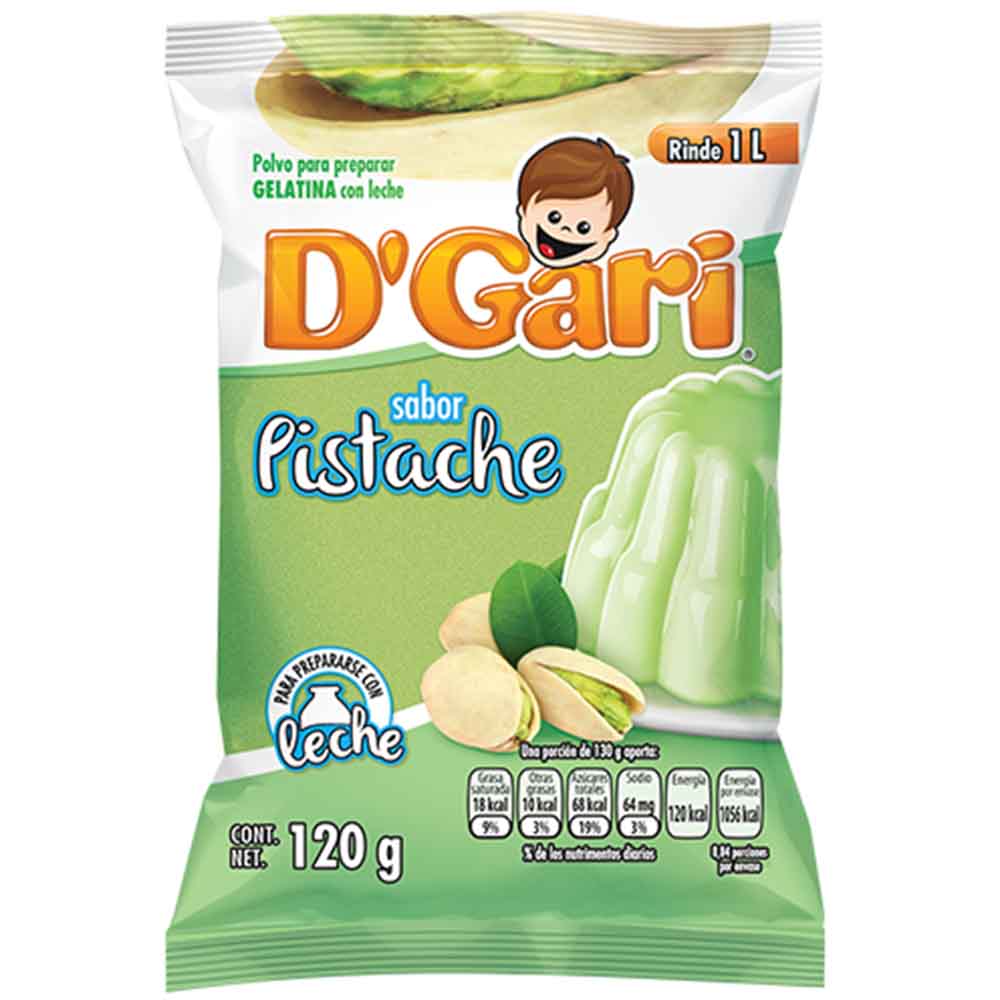 Rinde 1 L
Polvo para preparar
GELATINA con leche
D'Gari
®
sabor
Pistache
PARA PREPARARSE CON
leche
Una porción de 130 g aporta:
Grasa saturada 18 kcal 9%
Otras grasas 10 kcal 3%
Azúcares totales 68 kcal 19%
Sodio 64 mg 3%
Energía 120 kcal
Energía por envase 1056 kcal
% de los nutrimentos diarios
8,84 porciones
por envase
CONT.
NET. 120 g